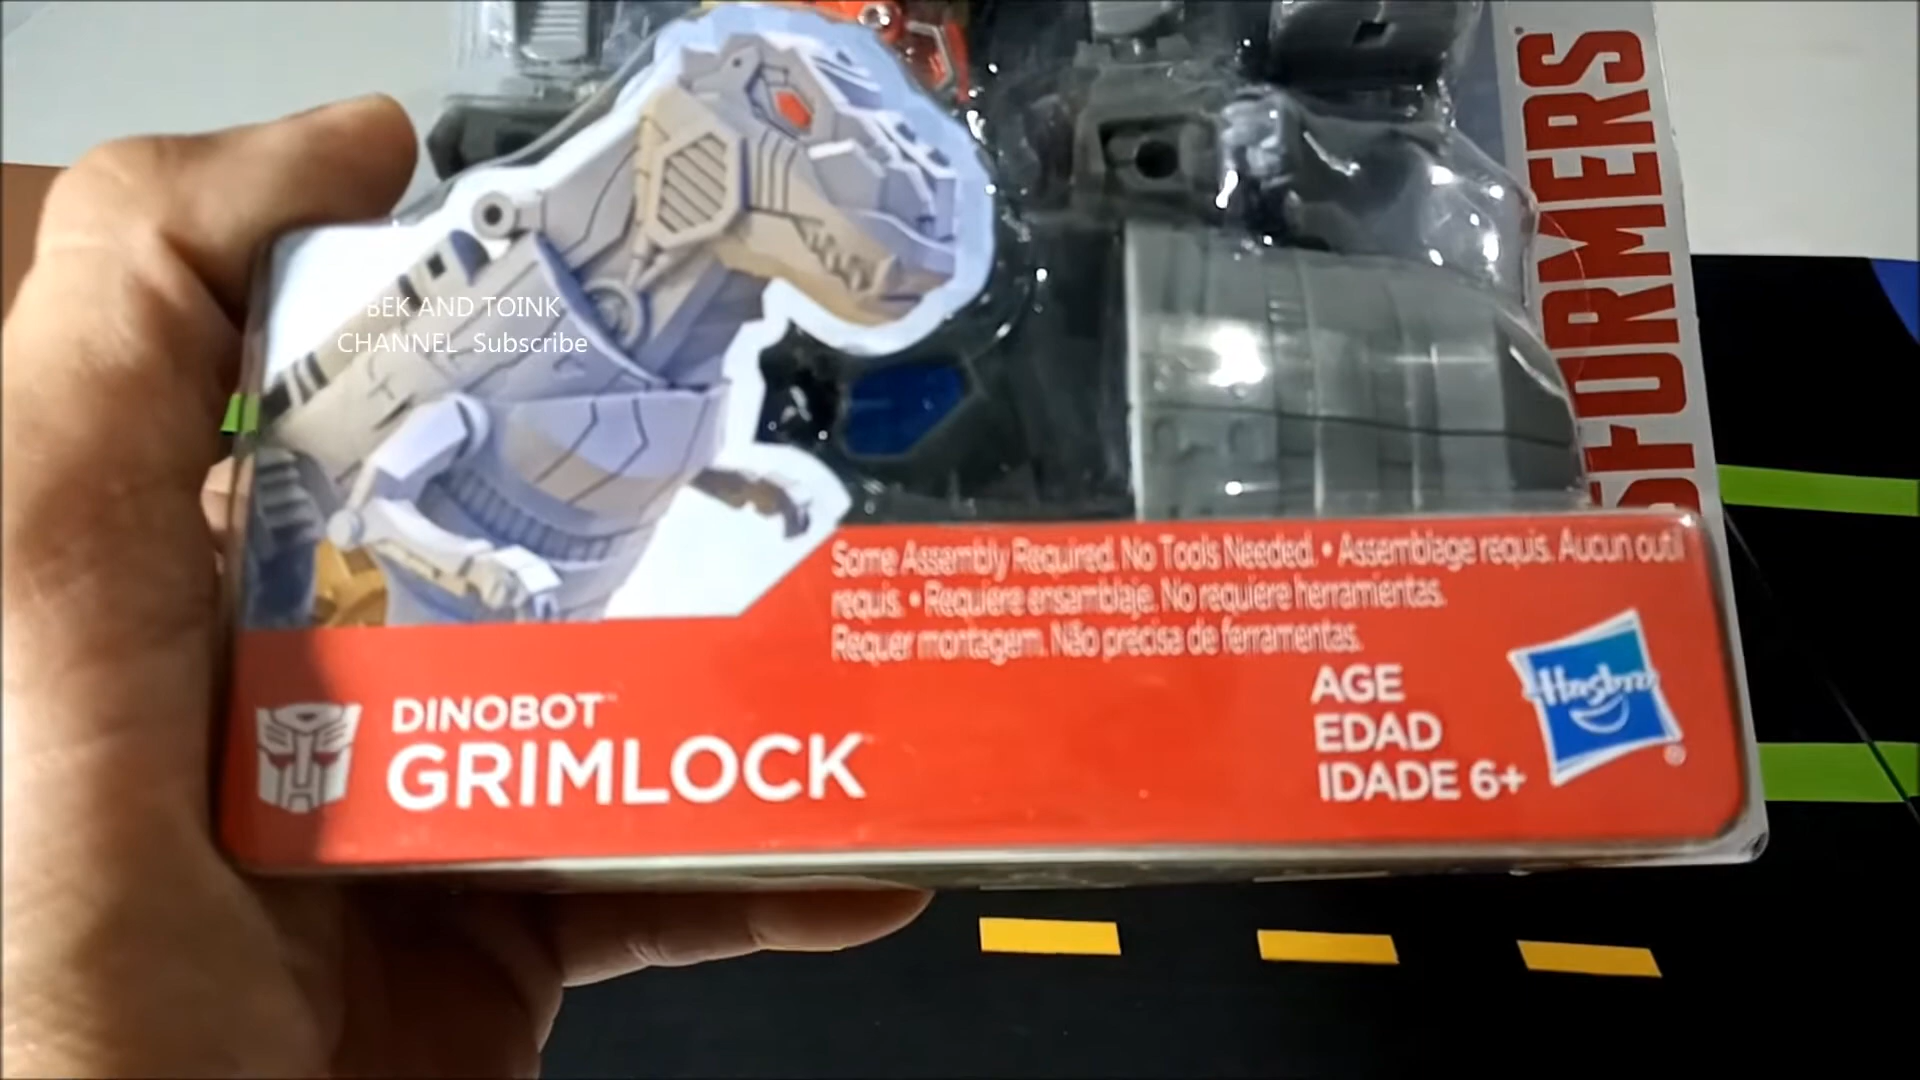 SFORMERS
BEK AND TOINK
CHANNEL Subscribe
Some Assembly Required. No Tools Needed. • Assemblage requis. Aucun outil
requis. • Requiere ensamblaje. No requiere herramientas.
Requer montagem. Não precisa de ferramentas.
DINOBOT™
GRIMLOCK
AGE
EDAD
IDADE 6+
Hasbro
®